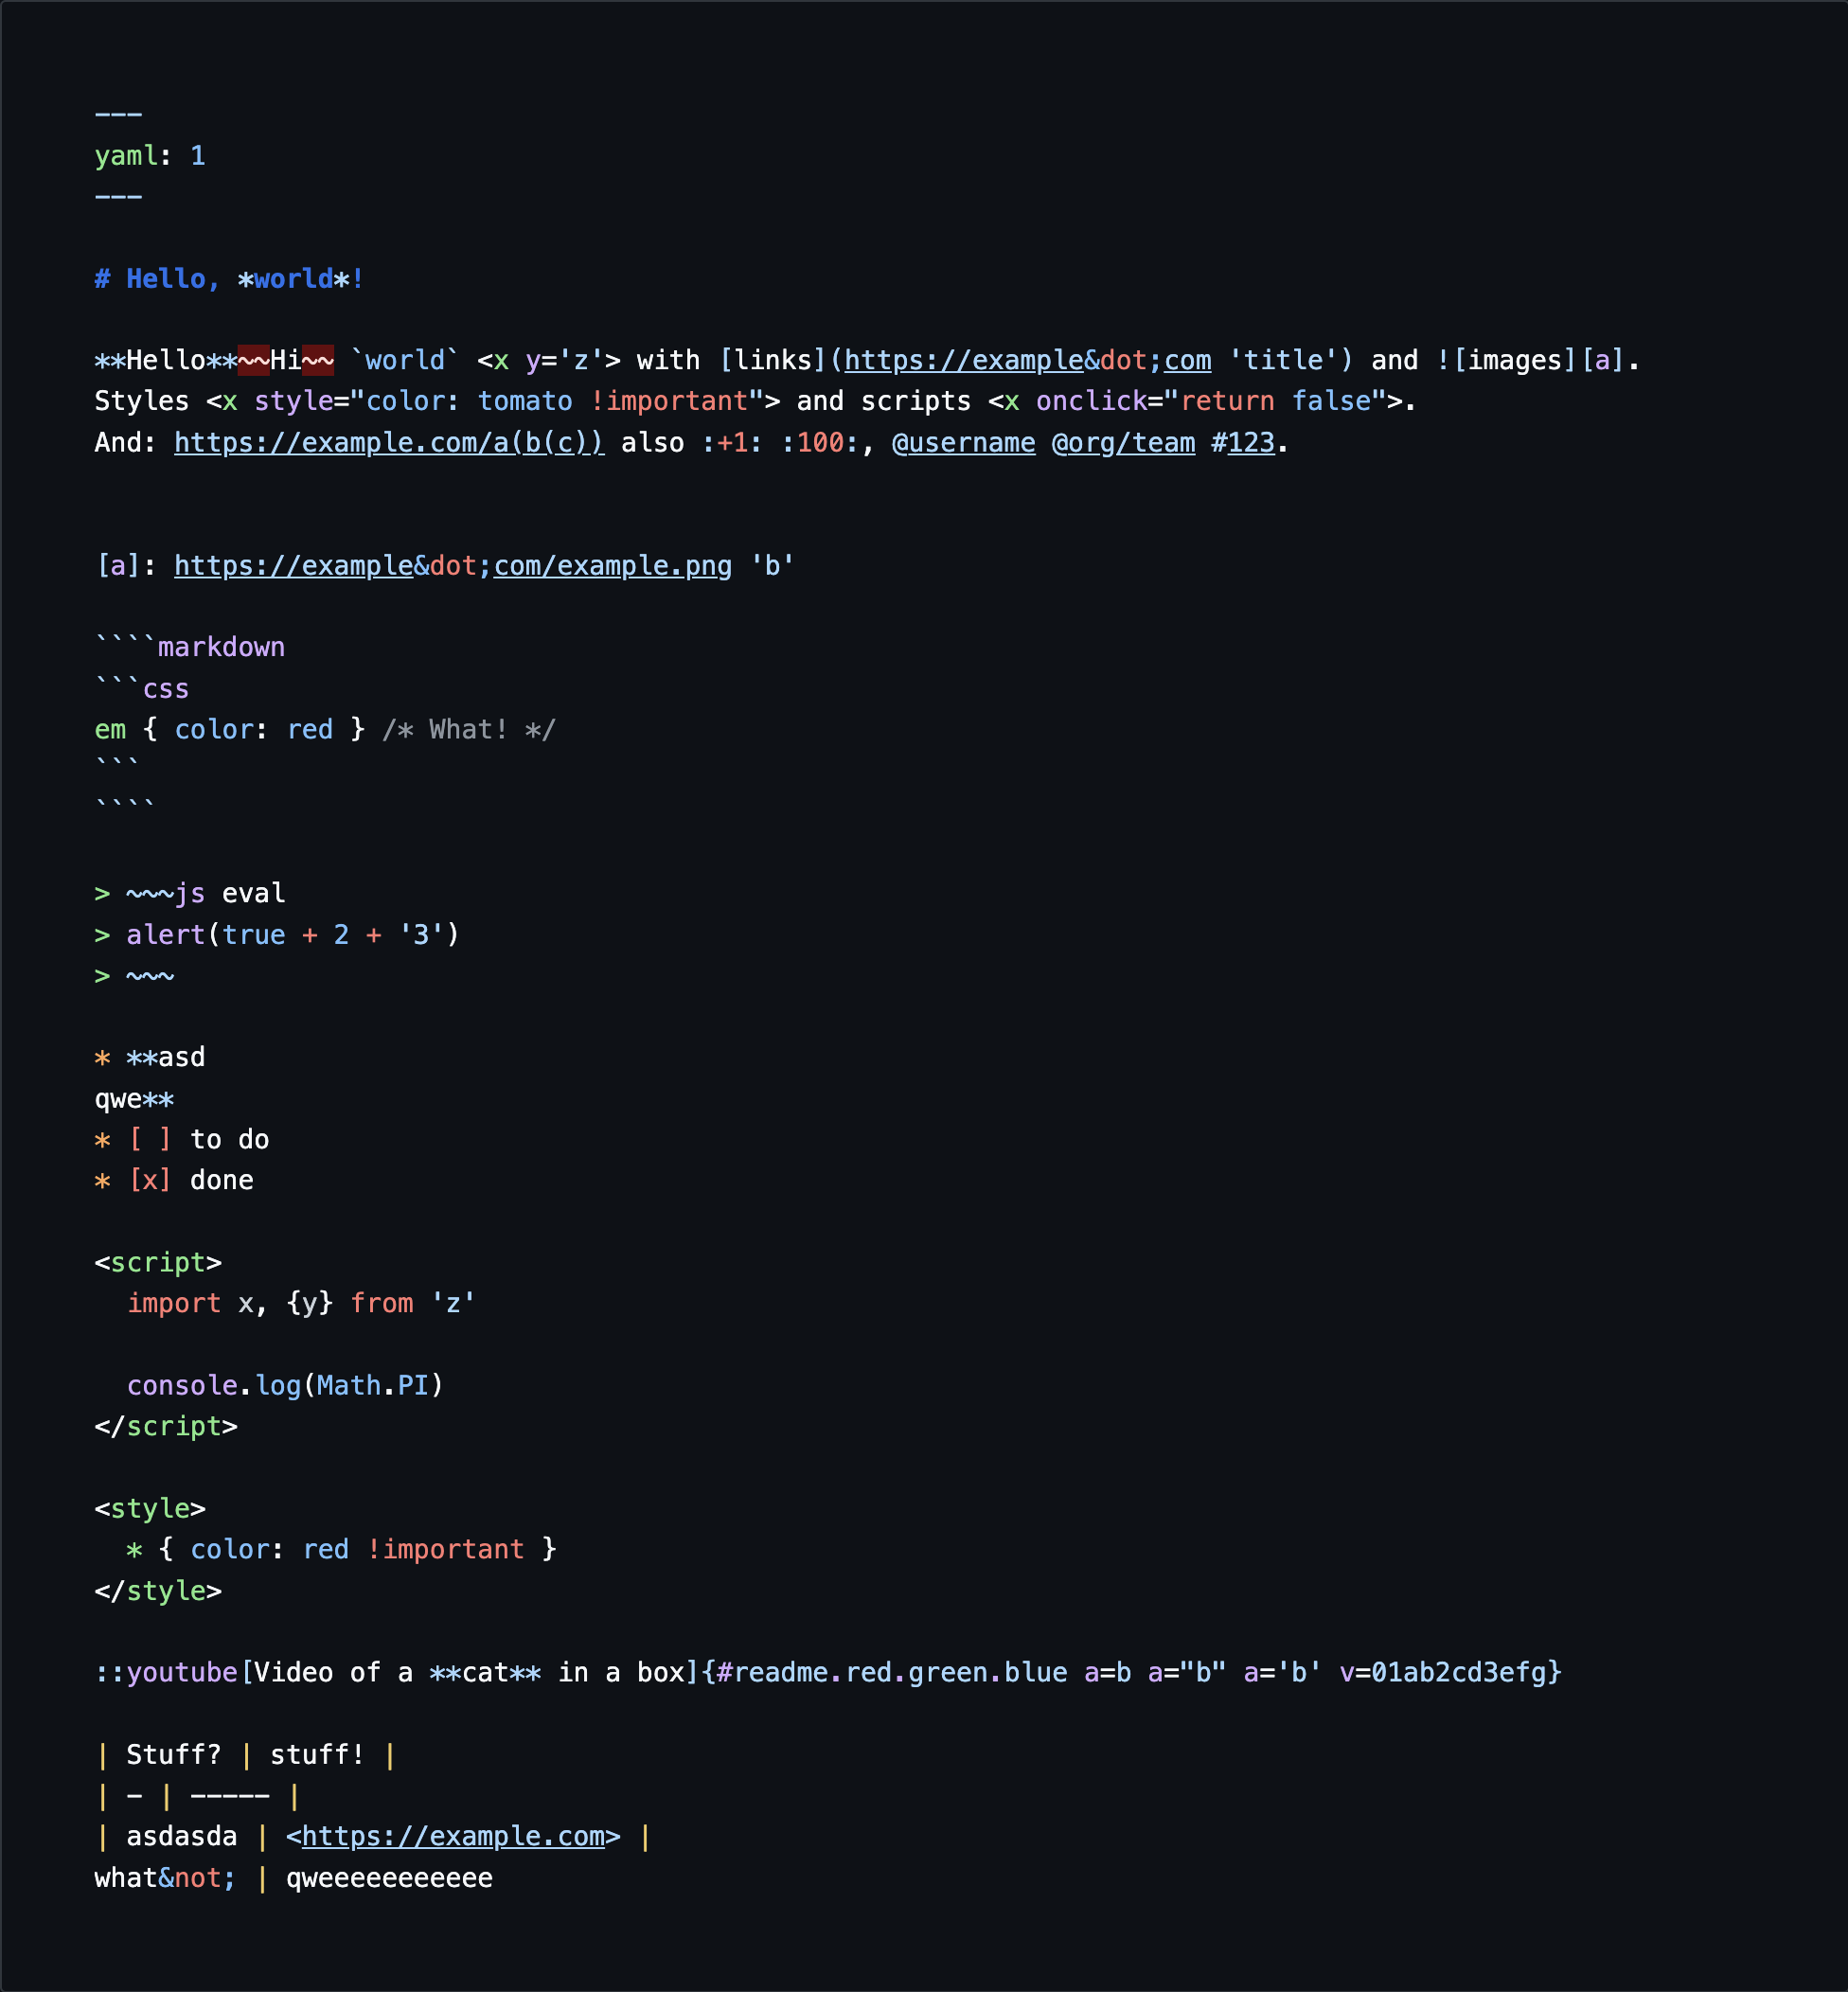 ---
yaml: 1
---
# Hello, *world*!
**Hello**~~Hi~~ `world` <x y='z'> with [links](https://example&dot;com 'title') and ![images][a].
Styles <x style="color: tomato !important"> and scripts <x onclick="return false">.
And: https://example.com/a(b(c)) also :+1: :100:, @username @org/team #123.
[a]: https://example&dot;com/example.png 'b'
````markdown
```css
em { color: red } /* What! */
```
````
> ~~~js eval
> alert(true + 2 + '3')
> ~~~
* **asd
qwe**
* [ ] to do
* [x] done
<script>
  import x, {y} from 'z'
  console.log(Math.PI)
</script>
<style>
  * { color: red !important }
</style>
::youtube[Video of a **cat** in a box]{#readme.red.green.blue a=b a="b" a='b' v=01ab2cd3efg}
| Stuff? | stuff! |
| - | ----- |
| asdasda | <https://example.com> |
what&not; | qweeeeeeeeeee